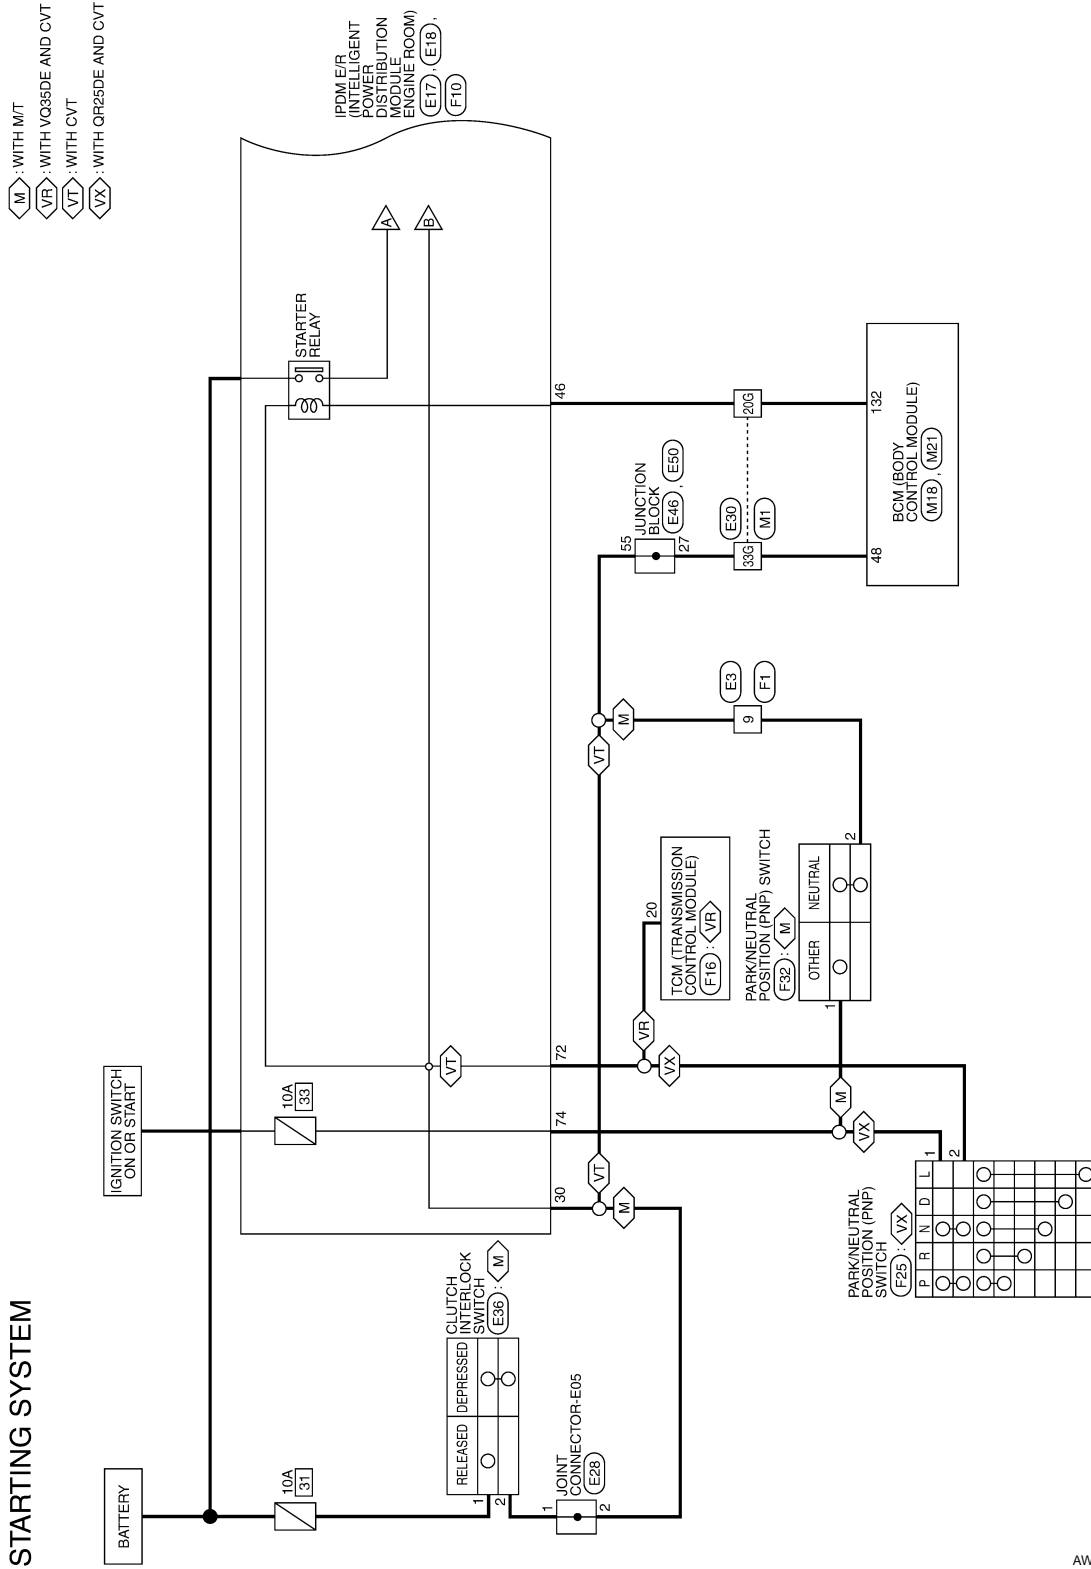 STARTING SYSTEM
M : WITH M/T
VR : WITH VQ35DE AND CVT
VT : WITH CVT
VX : WITH QR25DE AND CVT
BATTERY
IGNITION SWITCH
ON OR START
IPDM E/R
(INTELLIGENT
POWER
DISTRIBUTION
MODULE
ENGINE ROOM)
E17 , E18 ,
F10
10A
31
10A
33
STARTER
RELAY
A
B
VT
CLUTCH
INTERLOCK
SWITCH
E36 : M
RELEASED
DEPRESSED
1
2
JOINT
CONNECTOR-E05
E28
1
2
30
74
72
46
VT
M
VT
M
JUNCTION
BLOCK
E46 , E50
55
27
E3
F1
9
E30
M1
33G
20G
VR
VX
20
TCM (TRANSMISSION
CONTROL MODULE)
F16 : VR
PARK/NEUTRAL
POSITION (PNP) SWITCH
F32 : M
OTHER
NEUTRAL
1
2
M
VX
BCM (BODY
CONTROL MODULE)
M18 , M21
48
132
PARK/NEUTRAL
POSITION (PNP)
SWITCH
F25 : VX
1
2
P R N D L
AW